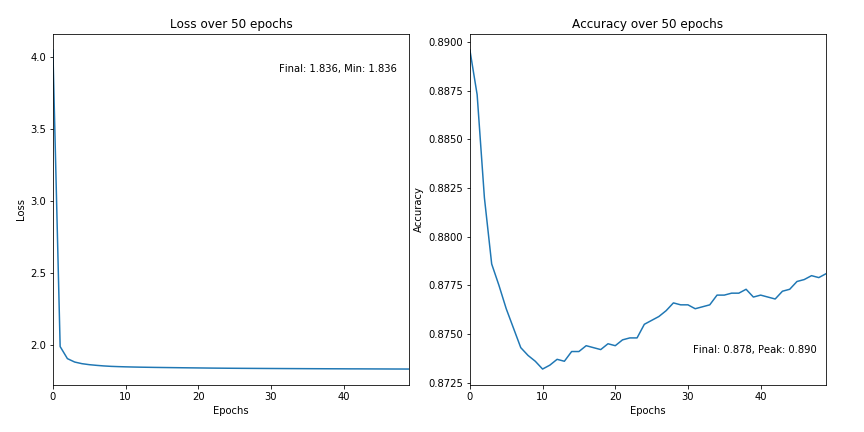 Loss over 50 epochs
4.0
3.5
3.0
2.5
2.0
Loss
Final: 1.836, Min: 1.836
0 10 20 30 40
Epochs
Accuracy over 50 epochs
0.8900
0.8875
0.8850
0.8825
0.8800
0.8775
0.8750
0.8725
Accuracy
Final: 0.878, Peak: 0.890
0 10 20 30 40
Epochs